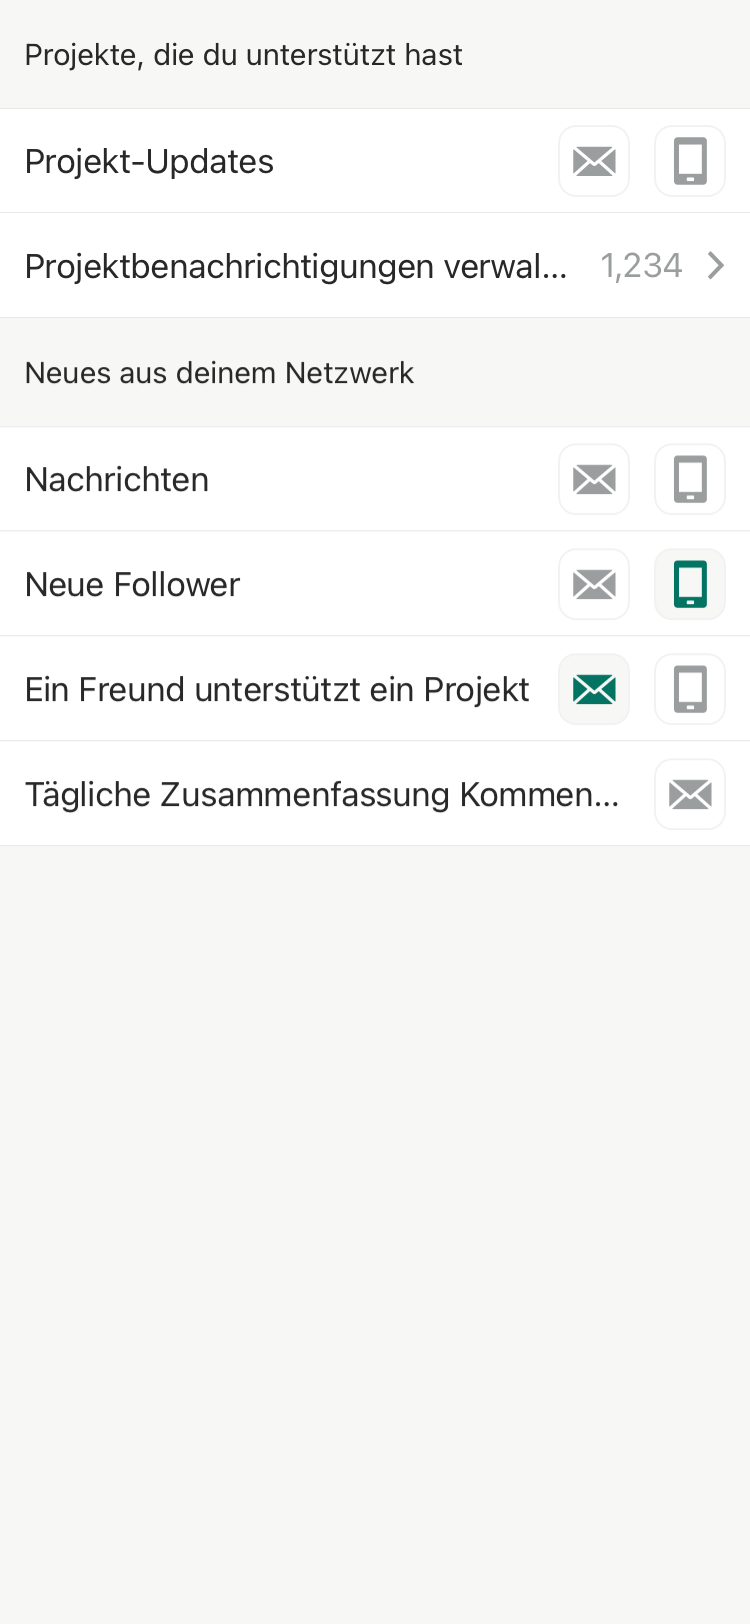 Projekte, die du unterstützt hast
Projekt-Updates
Projektbenachrichtigungen verwal... 1,234
Neues aus deinem Netzwerk
Nachrichten
Neue Follower
Ein Freund unterstützt ein Projekt
Tägliche Zusammenfassung Kommen...